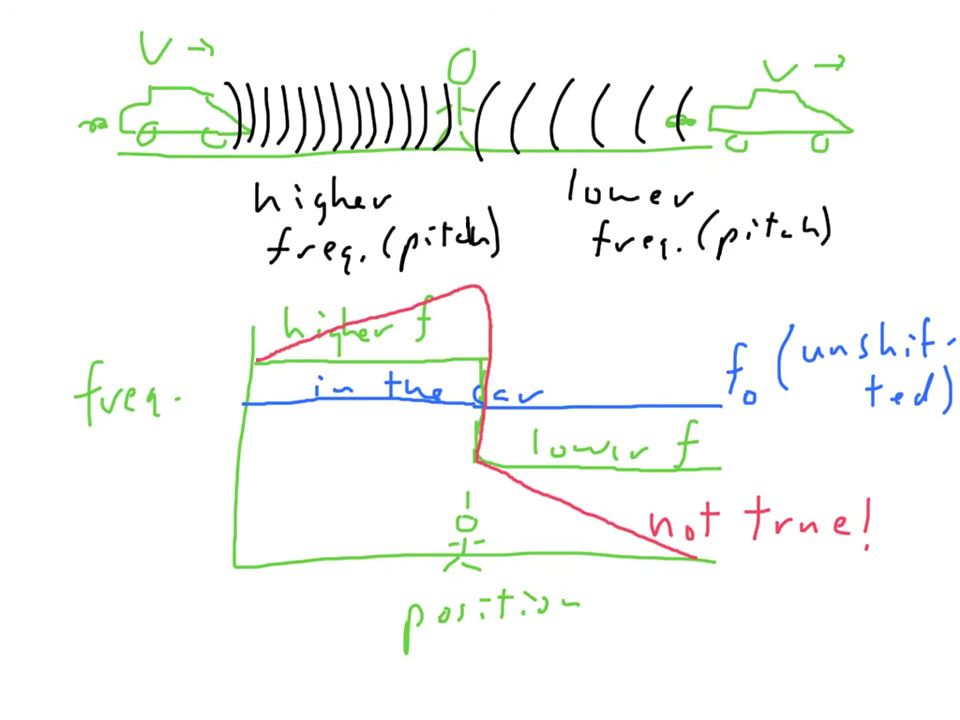 V → V →
higher
freq. (pitch)
lower
freq. (pitch)
higher f
freq.
in the car
f₀ (unshif-
ted)
lower f
not true!
position